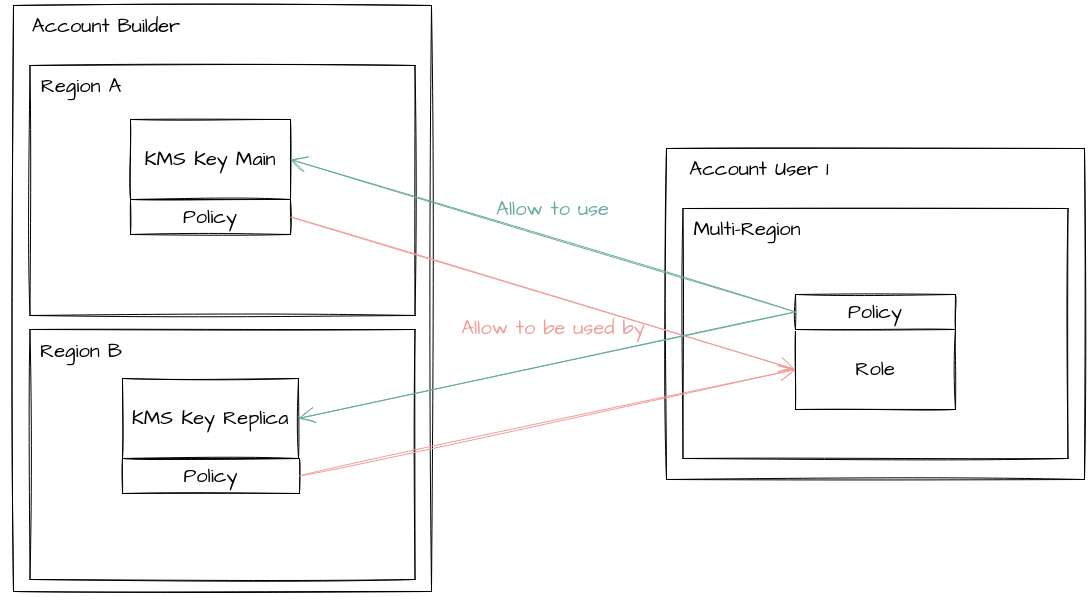 Account Builder
Region A
KMS Key Main
Policy
Region B
KMS Key Replica
Policy
Allow to use
Allow to be used by
Account User 1
Multi-Region
Policy
Role